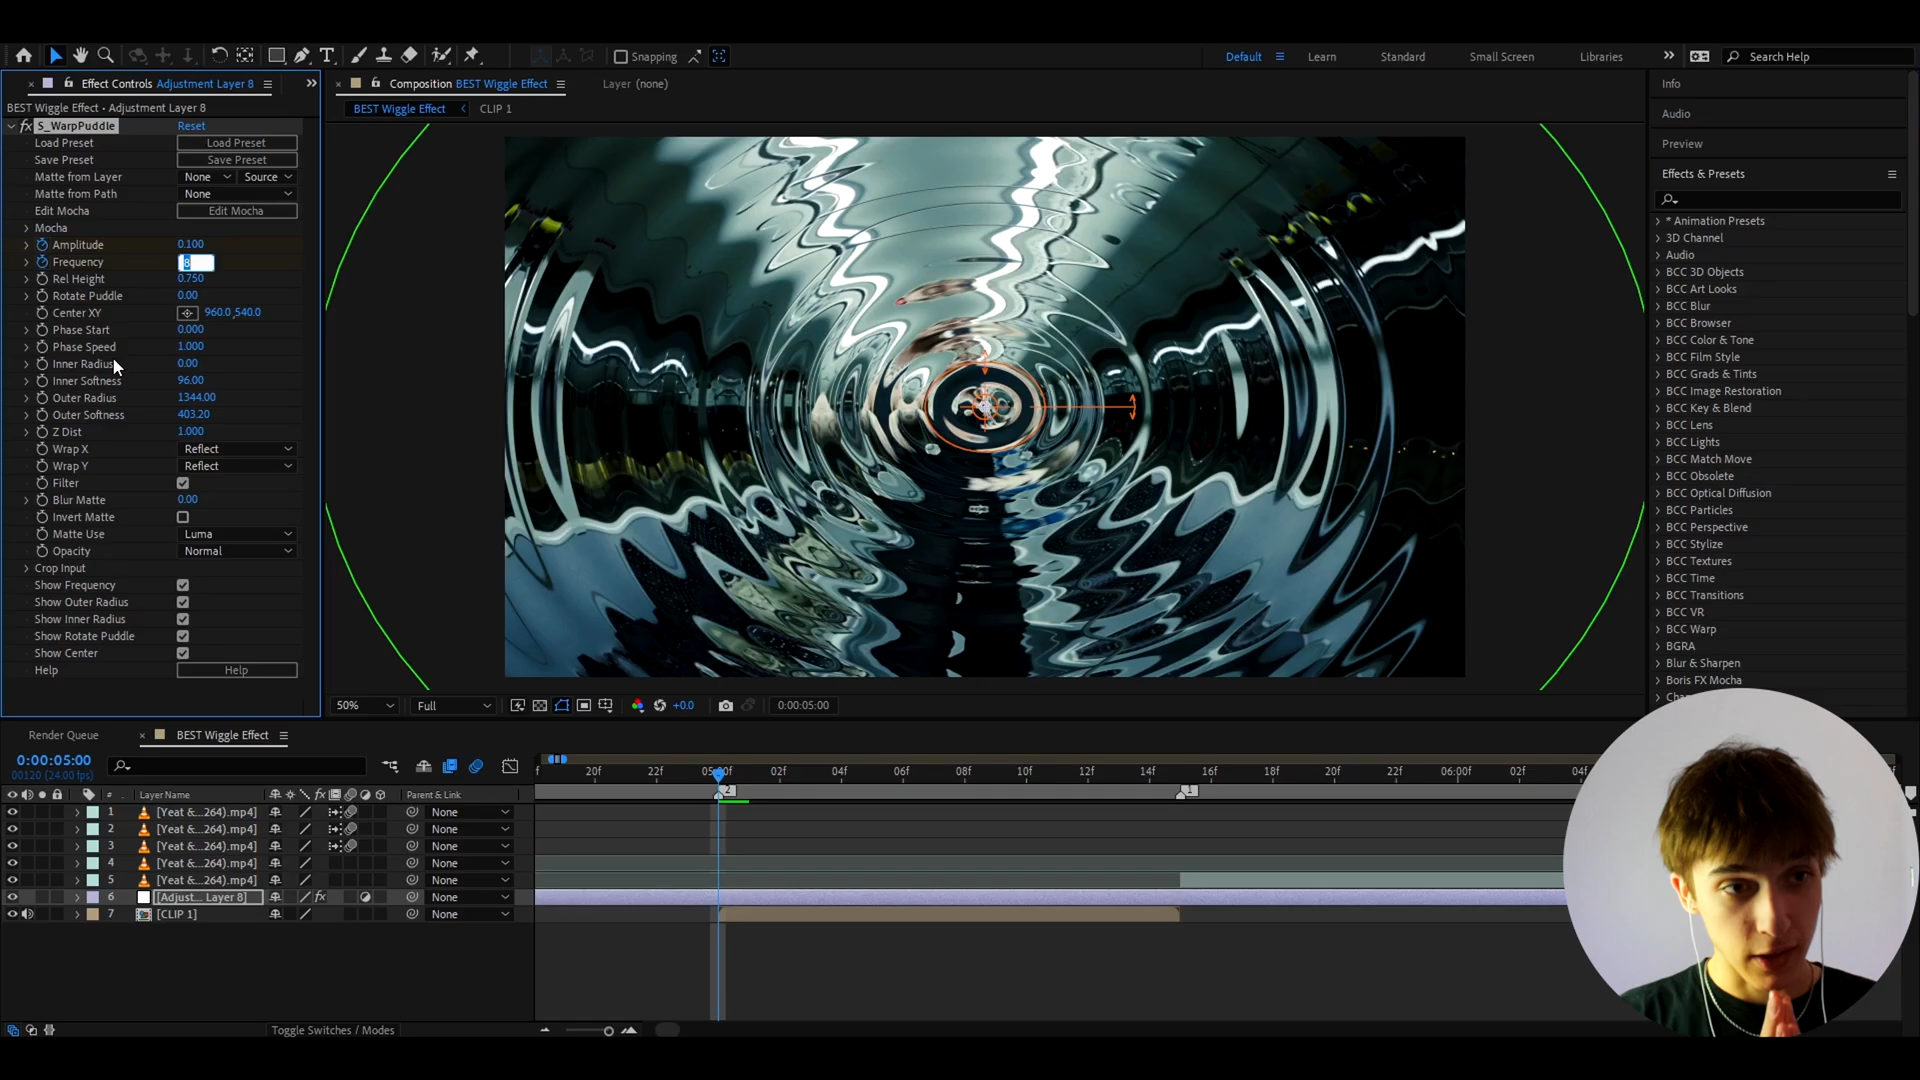 Snapping
Default
Learn
Standard
Small Screen
Libraries
Search Help
Effect Controls Adjustment Layer 8
Composition BEST Wiggle Effect
Layer (none)
Info
BEST Wiggle Effect • Adjustment Layer 8
BEST Wiggle Effect
CLIP 1
Audio
fx S_WarpPuddle Reset
Load Preset Load Preset
Save Preset Save Preset
Matte from Layer None Source
Matte from Path None
Edit Mocha Edit Mocha
Mocha
Amplitude 0.100
Frequency 8
Rel Height 0.750
Rotate Puddle 0.00
Center XY 960.0,540.0
Phase Start 0.000
Phase Speed 1.000
Inner Radius 0.00
Inner Softness 96.00
Outer Radius 1344.00
Outer Softness 403.20
Z Dist 1.000
Wrap X Reflect
Wrap Y Reflect
Filter
Blur Matte 0.00
Invert Matte
Matte Use Luma
Opacity Normal
Crop Input
Show Frequency
Show Outer Radius
Show Inner Radius
Show Rotate Puddle
Show Center
Help Help
50% Full +0.0 0:00:05:00
Preview
Effects & Presets
* Animation Presets
3D Channel
Audio
BCC 3D Objects
BCC Art Looks
BCC Blur
BCC Browser
BCC Color & Tone
BCC Film Style
BCC Grads & Tints
BCC Image Restoration
BCC Key & Blend
BCC Lens
BCC Lights
BCC Match Move
BCC Obsolete
BCC Optical Diffusion
BCC Particles
BCC Perspective
BCC Stylize
BCC Textures
BCC Time
BCC Transitions
BCC VR
BCC Warp
BGRA
Blur & Sharpen
Boris FX Mocha
Render Queue
BEST Wiggle Effect
0:00:05:00
00120 (24.00 fps)
f 20f 22f 05:00f 02f 04f 06f 08f 10f 12f 14f 16f 18f 20f 22f 06:00f 02f 04f
# Layer Name fx Parent & Link
2 1
1 [Yeat &...264).mp4] None
2 [Yeat &...264).mp4] None
3 [Yeat &...264).mp4] None
4 [Yeat &...264).mp4] None
5 [Yeat &...264).mp4] None
6 [Adjust... Layer 8] fx None
7 [CLIP 1] None
Toggle Switches / Modes